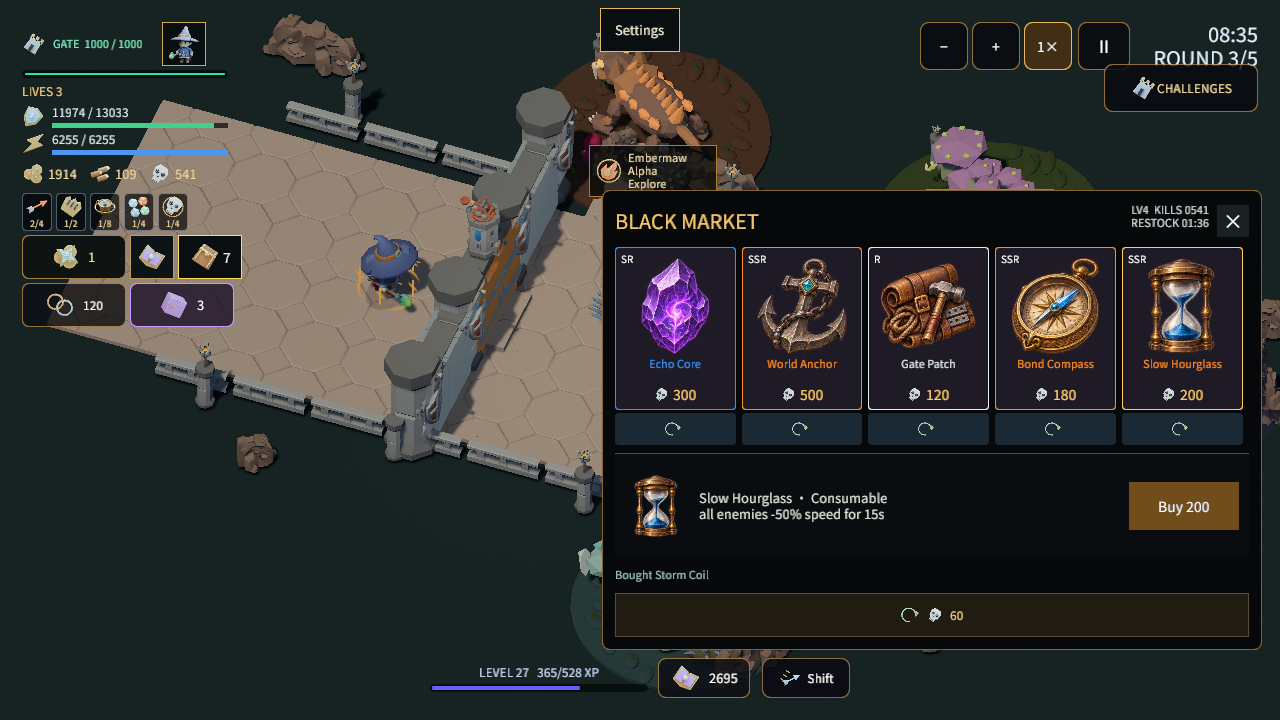 Settings
GATE 1000 / 1000
− + 1× II
08:35
ROUND 3/5
CHALLENGES
LIVES 3
11974 / 13033
6255 / 6255
1914 109 541
2/4 1/2 1/8 1/4 1/4
1 7
120 3
Embermaw
Alpha
Explore
BLACK MARKET
LV4 KILLS 0541
RESTOCK 01:36
SR SSR R SSR SSR
Echo Core World Anchor Gate Patch Bond Compass Slow Hourglass
300 500 120 180 200
Slow Hourglass • Consumable
all enemies -50% speed for 15s
Buy 200
Bought Storm Coil
60
LEVEL 27 365/528 XP
2695 Shift